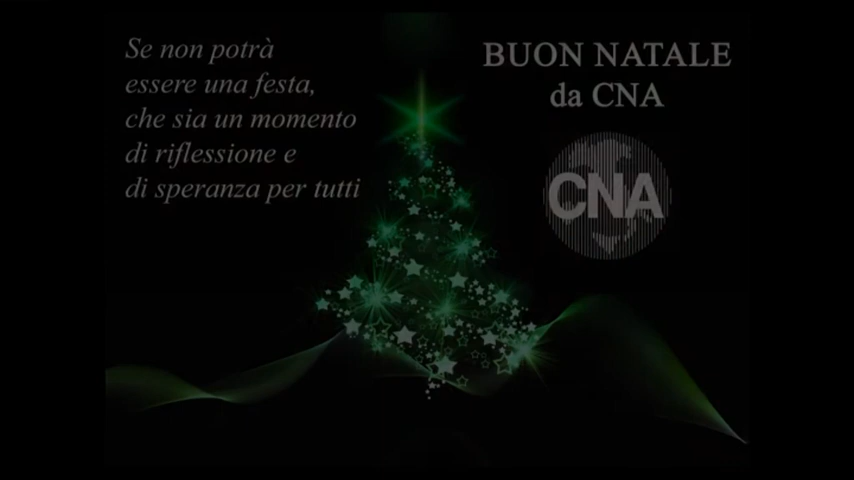 Se non potrà
essere una festa,
che sia un momento
di riflessione e
di speranza per tutti
BUON NATALE
da CNA
CNA